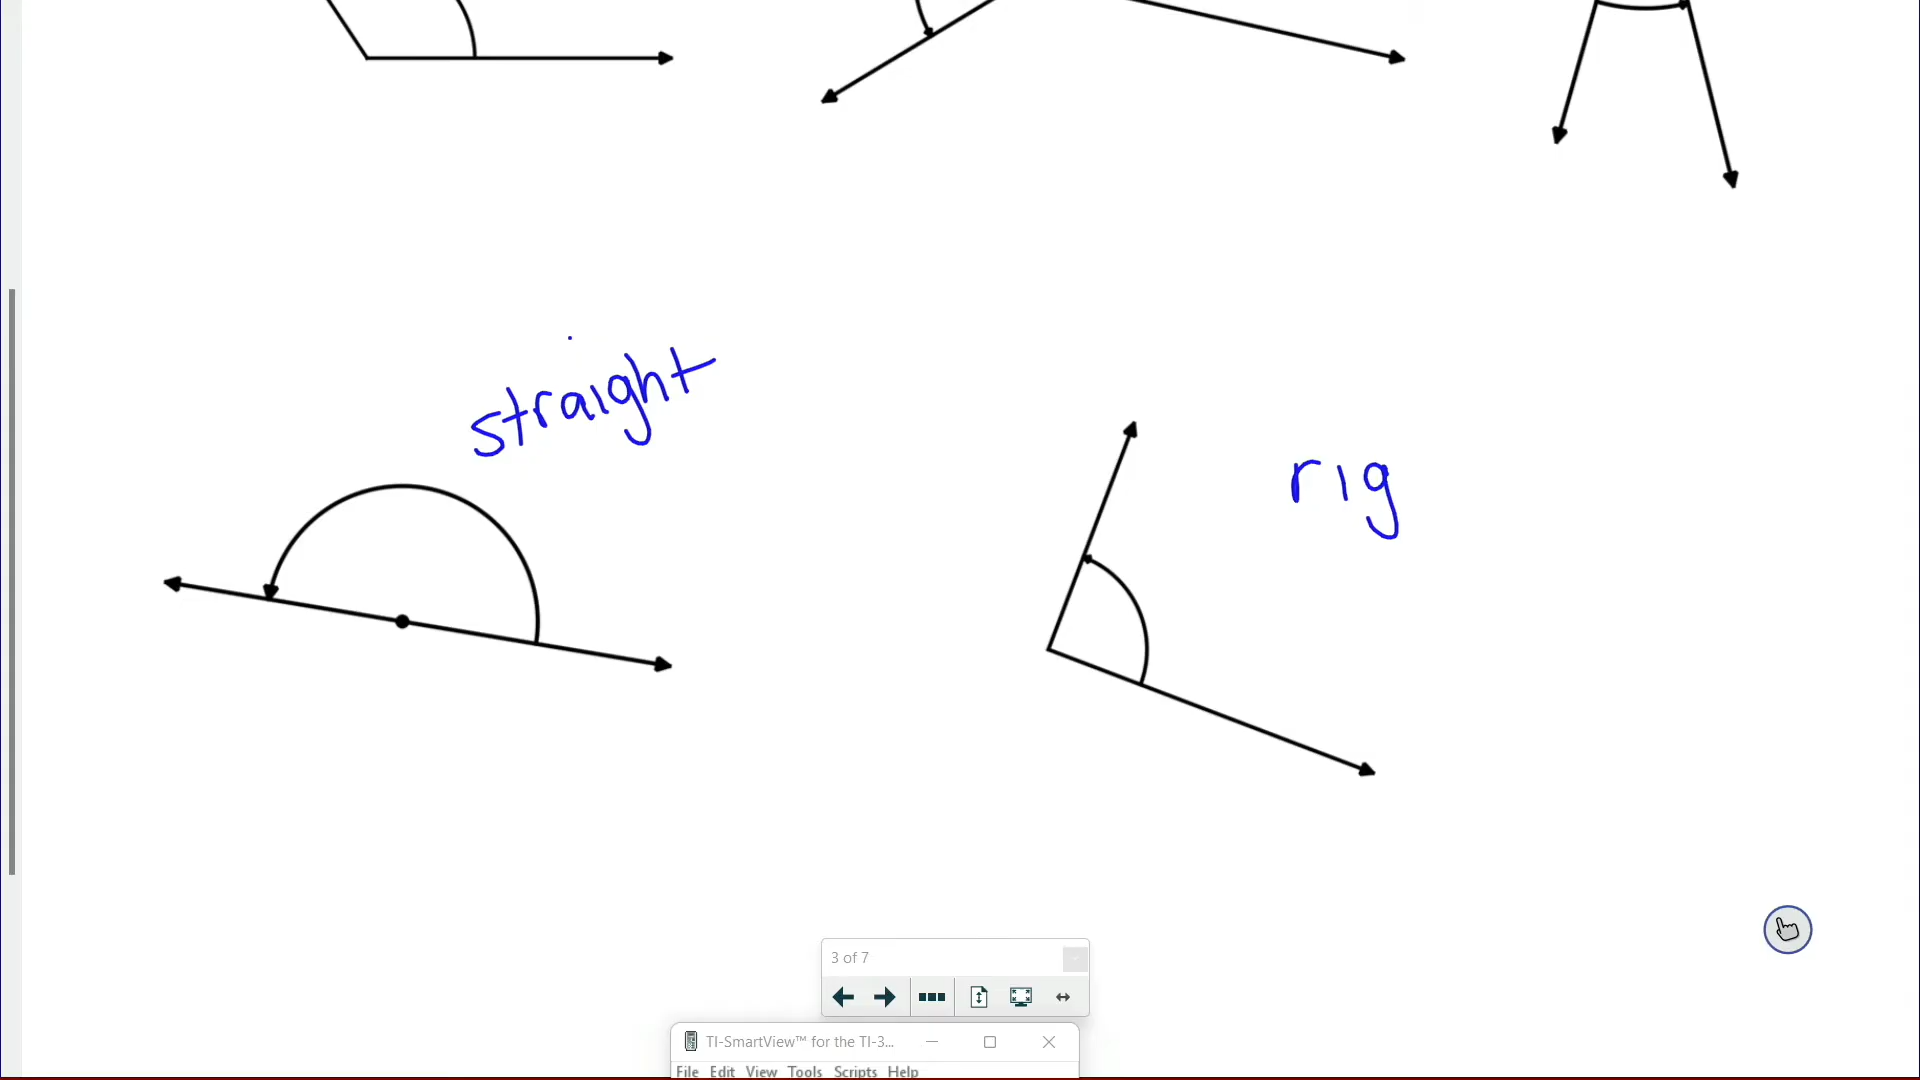 straight
rig
3 of 7
TI-SmartView™ for the TI-3...
File Edit View Tools Scripts Help